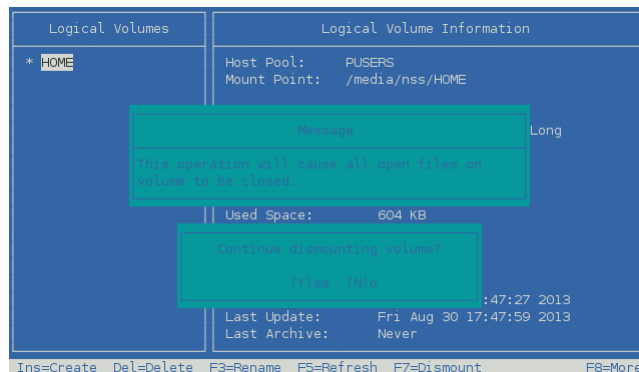 Logical Volumes
Logical Volume Information
* HOME
Host Pool: PUSERS
Mount Point: /media/nss/HOME
Message
Long
This operation will cause all open files on
volume to be closed.
Used Space: 604 KB
Continue dismounting volume?
(Y)es (N)o
:47:27 2013
Last Update: Fri Aug 30 17:47:59 2013
Last Archive: Never
Ins=Create Del=Delete F3=Rename F5=Refresh F7=Dismount F8=More